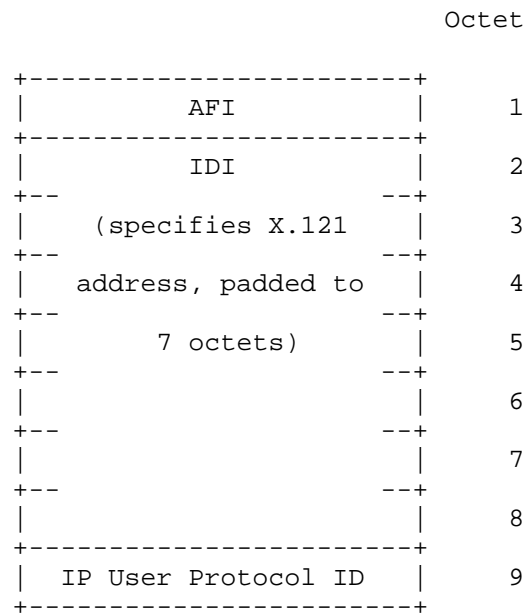 Octet
+-------------------------+
| AFI | 1
+-------------------------+
| IDI | 2
+-- --+
| (specifies X.121 | 3
+-- --+
| address, padded to | 4
+-- --+
| 7 octets) | 5
+-- --+
| | 6
+-- --+
| | 7
+-- --+
| | 8
+-------------------------+
| IP User Protocol ID | 9
+-------------------------+